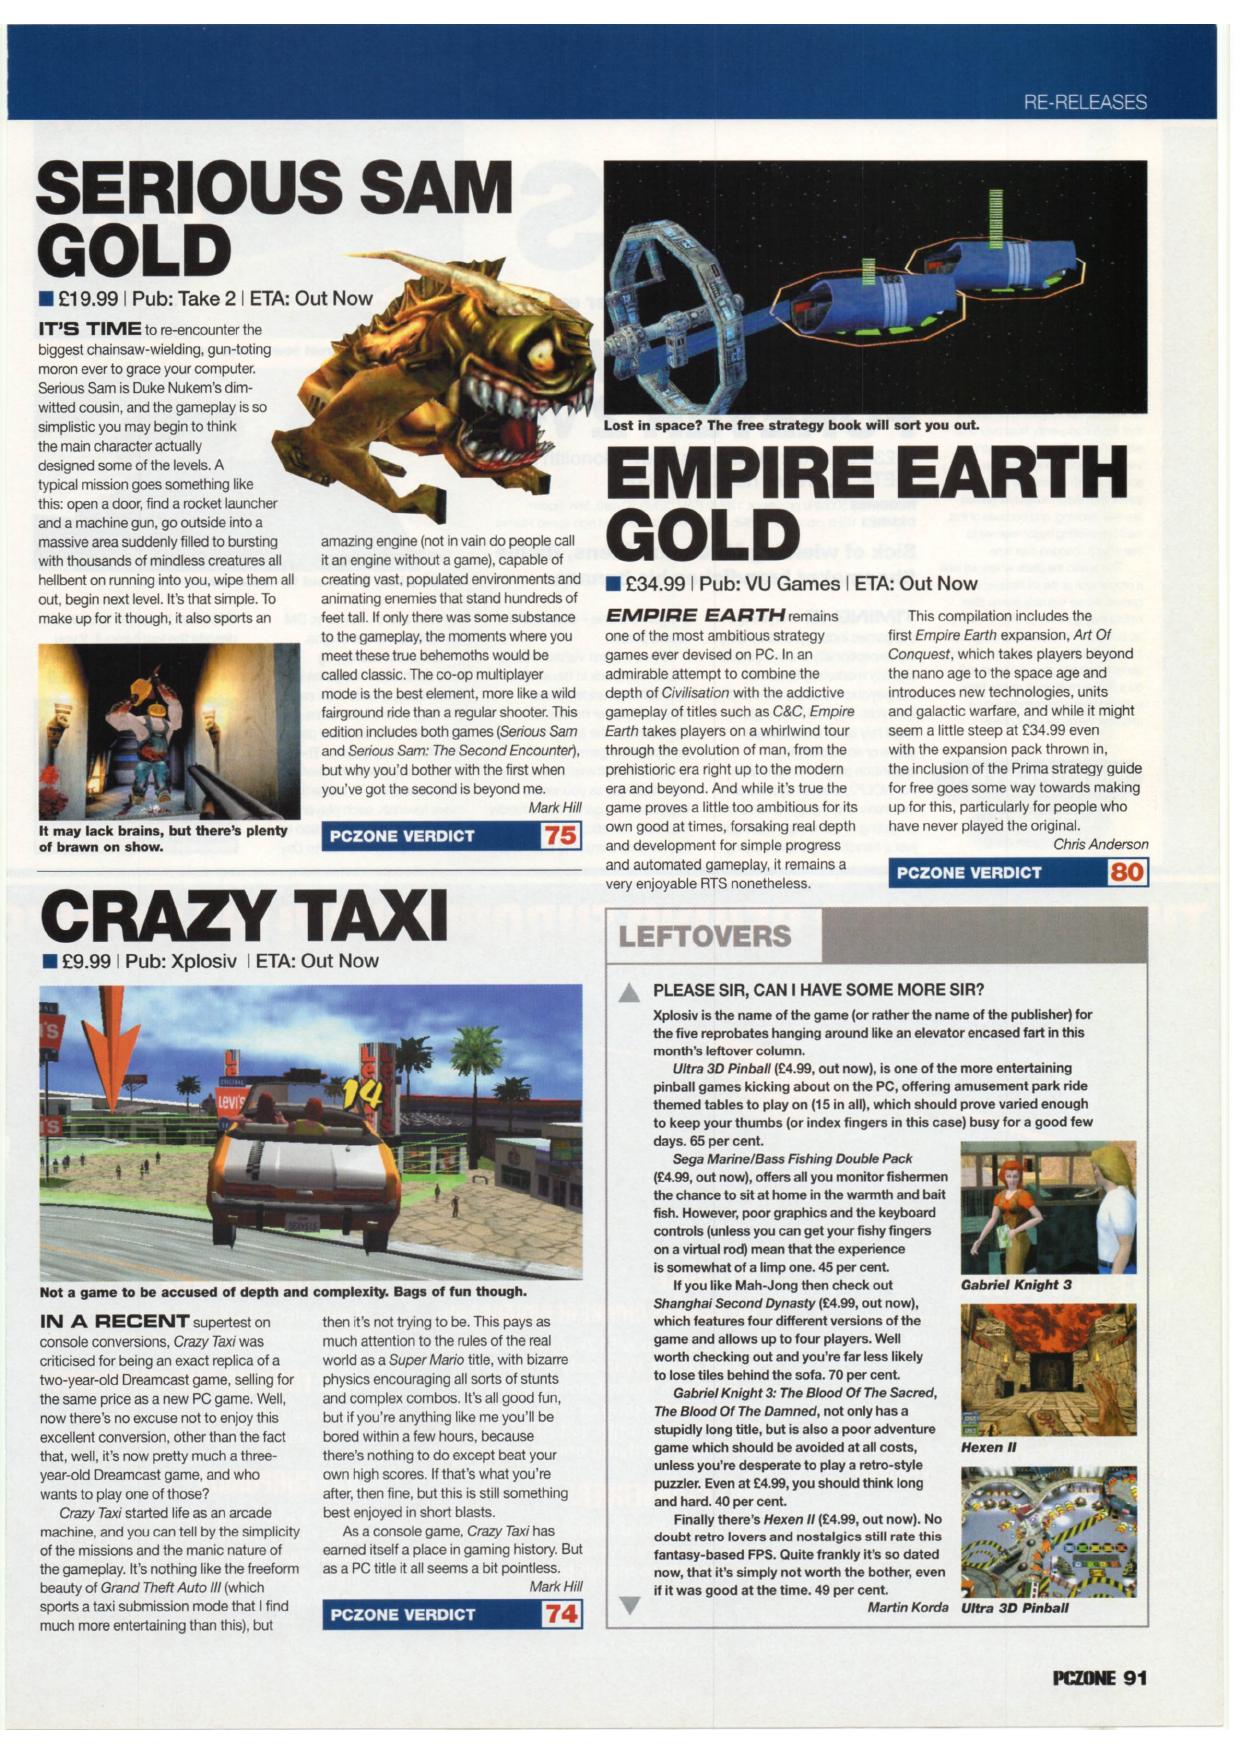 RE-RELEASES
SERIOUS SAM
GOLD
£19.99 | Pub: Take 2 | ETA: Out Now
IT'S TIME to re-encounter the
biggest chainsaw-wielding, gun-toting
moron ever to grace your computer.
Serious Sam is Duke Nukem's dim-
witted cousin, and the gameplay is so
simplistic you may begin to think
the main character actually
designed some of the levels. A
typical mission goes something like
this: open a door, find a rocket launcher
and a machine gun, go outside into a
massive area suddenly filled to bursting
with thousands of mindless creatures all
hellbent on running into you, wipe them all
out, begin next level. It's that simple. To
make up for it though, it also sports an
It may lack brains, but there's plenty
of brawn on show.
amazing engine (not in vain do people call
it an engine without a game), capable of
creating vast, populated environments and
animating enemies that stand hundreds of
feet tall. If only there was some substance
to the gameplay, the moments where you
meet these true behemoths would be
called classic. The co-op multiplayer
mode is the best element, more like a wild
fairground ride than a regular shooter. This
edition includes both games (Serious Sam
and Serious Sam: The Second Encounter),
but why you'd bother with the first when
you've got the second is beyond me.
Mark Hill
PCZONE VERDICT 75
Lost in space? The free strategy book will sort you out.
EMPIRE EARTH
GOLD
£34.99 | Pub: VU Games | ETA: Out Now
EMPIRE EARTH remains
one of the most ambitious strategy
games ever devised on PC. In an
admirable attempt to combine the
depth of Civilisation with the addictive
gameplay of titles such as C&C, Empire
Earth takes players on a whirlwind tour
through the evolution of man, from the
prehistioric era right up to the modern
era and beyond. And while it's true the
game proves a little too ambitious for its
own good at times, forsaking real depth
and development for simple progress
and automated gameplay, it remains a
very enjoyable RTS nonetheless.
This compilation includes the
first Empire Earth expansion, Art Of
Conquest, which takes players beyond
the nano age to the space age and
introduces new technologies, units
and galactic warfare, and while it might
seem a little steep at £34.99 even
with the expansion pack thrown in,
the inclusion of the Prima strategy guide
for free goes some way towards making
up for this, particularly for people who
have never played the original.
Chris Anderson
PCZONE VERDICT 80
CRAZY TAXI
£9.99 | Pub: Xplosiv | ETA: Out Now
LEVI'S
14
Not a game to be accused of depth and complexity. Bags of fun though.
IN A RECENT supertest on
console conversions, Crazy Taxi was
criticised for being an exact replica of a
two-year-old Dreamcast game, selling for
the same price as a new PC game. Well,
now there's no excuse not to enjoy this
excellent conversion, other than the fact
that, well, it's now pretty much a three-
year-old Dreamcast game, and who
wants to play one of those?
Crazy Taxi started life as an arcade
machine, and you can tell by the simplicity
of the missions and the manic nature of
the gameplay. It's nothing like the freeform
beauty of Grand Theft Auto III (which
sports a taxi submission mode that I find
much more entertaining than this), but
then it's not trying to be. This pays as
much attention to the rules of the real
world as a Super Mario title, with bizarre
physics encouraging all sorts of stunts
and complex combos. It's all good fun,
but if you're anything like me you'll be
bored within a few hours, because
there's nothing to do except beat your
own high scores. If that's what you're
after, then fine, but this is still something
best enjoyed in short blasts.
As a console game, Crazy Taxi has
earned itself a place in gaming history. But
as a PC title it all seems a bit pointless.
Mark Hill
PCZONE VERDICT 74
LEFTOVERS
PLEASE SIR, CAN I HAVE SOME MORE SIR?
Xplosiv is the name of the game (or rather the name of the publisher) for
the five reprobates hanging around like an elevator encased fart in this
month's leftover column.
Ultra 3D Pinball (£4.99, out now), is one of the more entertaining
pinball games kicking about on the PC, offering amusement park ride
themed tables to play on (15 in all), which should prove varied enough
to keep your thumbs (or index fingers in this case) busy for a good few
days. 65 per cent.
Sega Marine/Bass Fishing Double Pack
(£4.99, out now), offers all you monitor fishermen
the chance to sit at home in the warmth and bait
fish. However, poor graphics and the keyboard
controls (unless you can get your fishy fingers
on a virtual rod) mean that the experience
is somewhat of a limp one. 45 per cent.
If you like Mah-Jong then check out
Shanghai Second Dynasty (£4.99, out now),
which features four different versions of the
game and allows up to four players. Well
worth checking out and you're far less likely
to lose tiles behind the sofa. 70 per cent.
Gabriel Knight 3: The Blood Of The Sacred,
The Blood Of The Damned, not only has a
stupidly long title, but is also a poor adventure
game which should be avoided at all costs,
unless you're desperate to play a retro-style
puzzler. Even at £4.99, you should think long
and hard. 40 per cent.
Finally there's Hexen II (£4.99, out now). No
doubt retro lovers and nostalgics still rate this
fantasy-based FPS. Quite frankly it's so dated
now, that it's simply not worth the bother, even
if it was good at the time. 49 per cent.
Martin Korda
Gabriel Knight 3
Hexen II
Ultra 3D Pinball
PCZONE 91